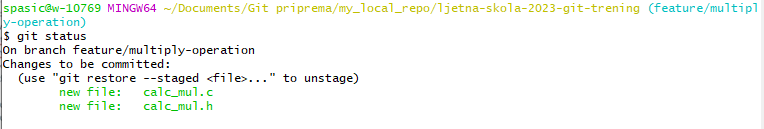 spasic@w-10769 MINGW64 ~/Documents/Git priprema/my_local_repo/ljetna-skola-2023-git-trening (feature/multipl
y-operation)
$ git status
On branch feature/multiply-operation
Changes to be committed:
  (use "git restore --staged <file>..." to unstage)
        new file:   calc_mul.c
        new file:   calc_mul.h